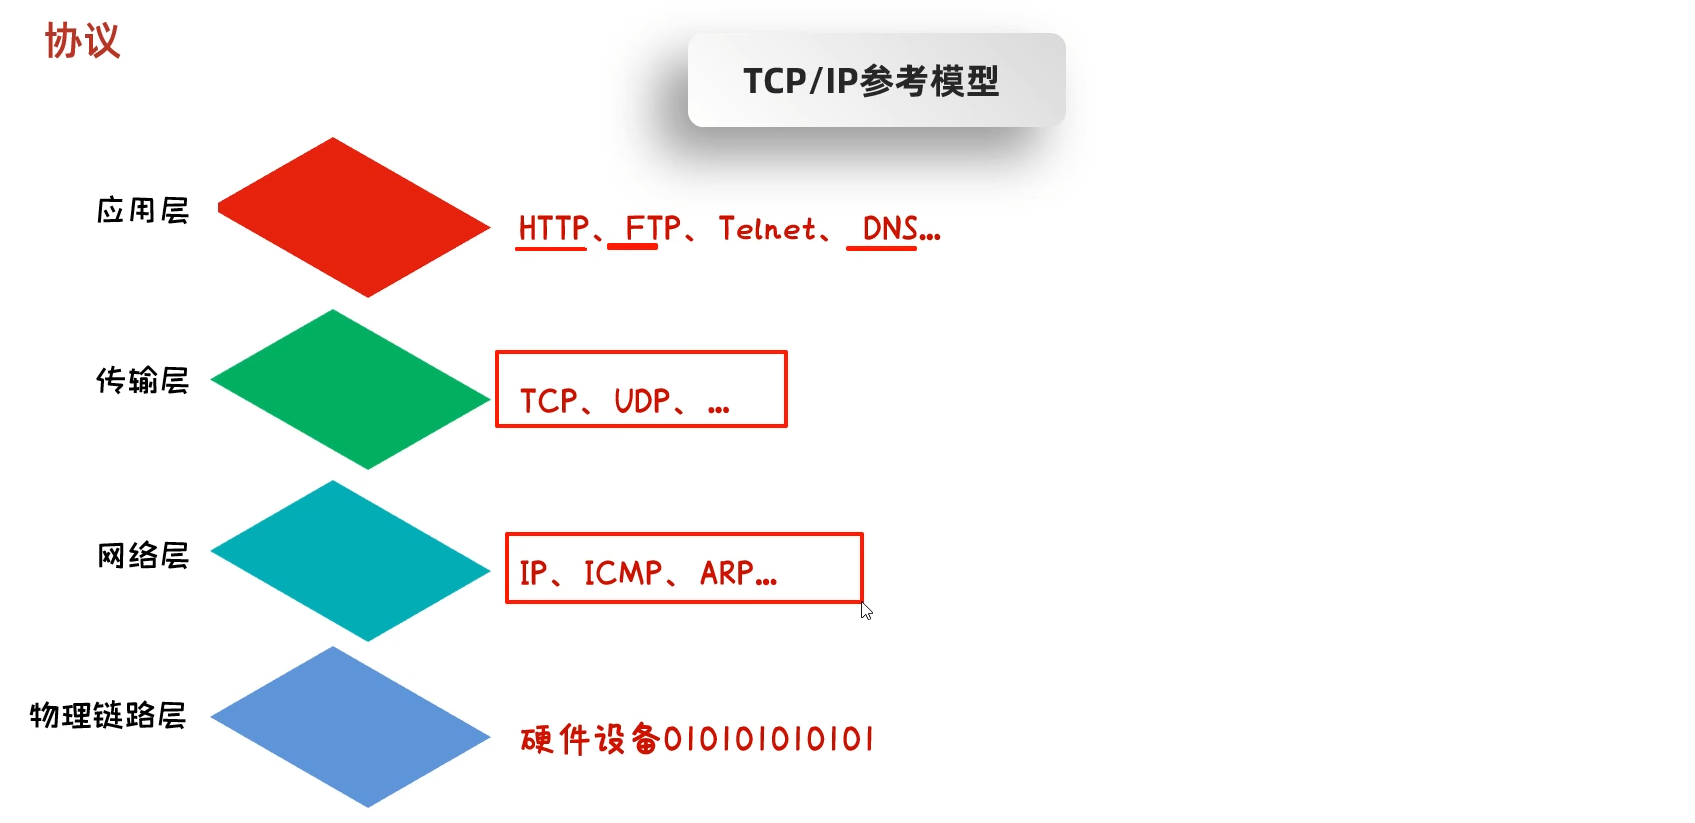 协议
TCP/IP参考模型
应用层
HTTP、FTP、Telnet、DNS...
传输层
TCP、UDP、...
网络层
IP、ICMP、ARP...
物理链路层
硬件设备010101010101